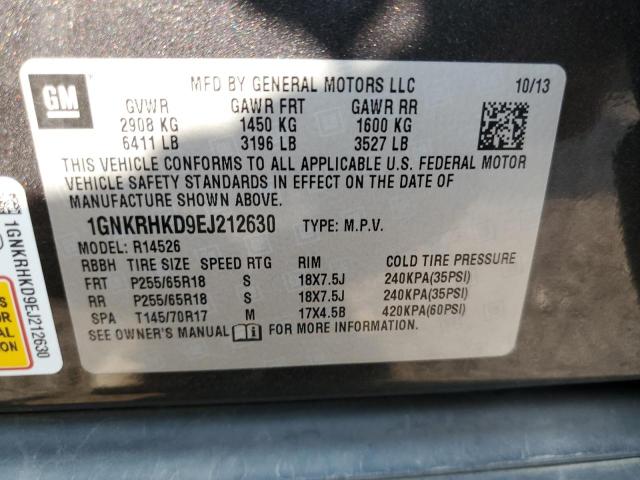 GM
MFD BY GENERAL MOTORS LLC 10/13
GVWR GAWR FRT GAWR RR
2908 KG 1450 KG 1600 KG
6411 LB 3196 LB 3527 LB
THIS VEHICLE CONFORMS TO ALL APPLICABLE U.S. FEDERAL MOTOR
VEHICLE SAFETY STANDARDS IN EFFECT ON THE DATE OF
MANUFACTURE SHOWN ABOVE.
1GNKRHKD9EJ212630 TYPE: M.P.V.
MODEL: R14526
RBBH TIRE SIZE SPEED RTG RIM COLD TIRE PRESSURE
FRT P255/65R18 S 18X7.5J 240KPA(35PSI)
RR P255/65R18 S 18X7.5J 240KPA(35PSI)
SPA T145/70R17 M 17X4.5B 420KPA(60PSI)
SEE OWNER'S MANUAL FOR MORE INFORMATION
1GNKRHKD9EJ212630
OR